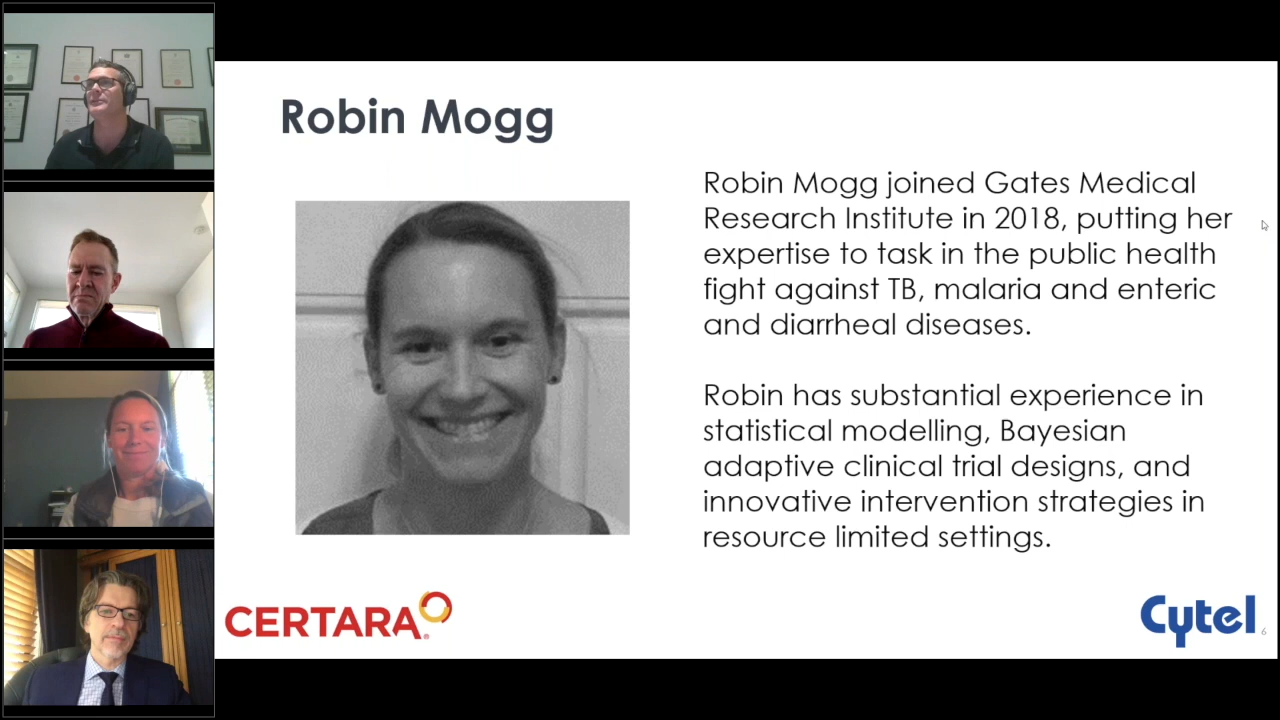 Robin Mogg
Robin Mogg joined Gates Medical
Research Institute in 2018, putting her
expertise to task in the public health
fight against TB, malaria and enteric
and diarrheal diseases.
Robin has substantial experience in
statistical modelling, Bayesian
adaptive clinical trial designs, and
innovative intervention strategies in
resource limited settings.
CERTARA®
Cytel
6